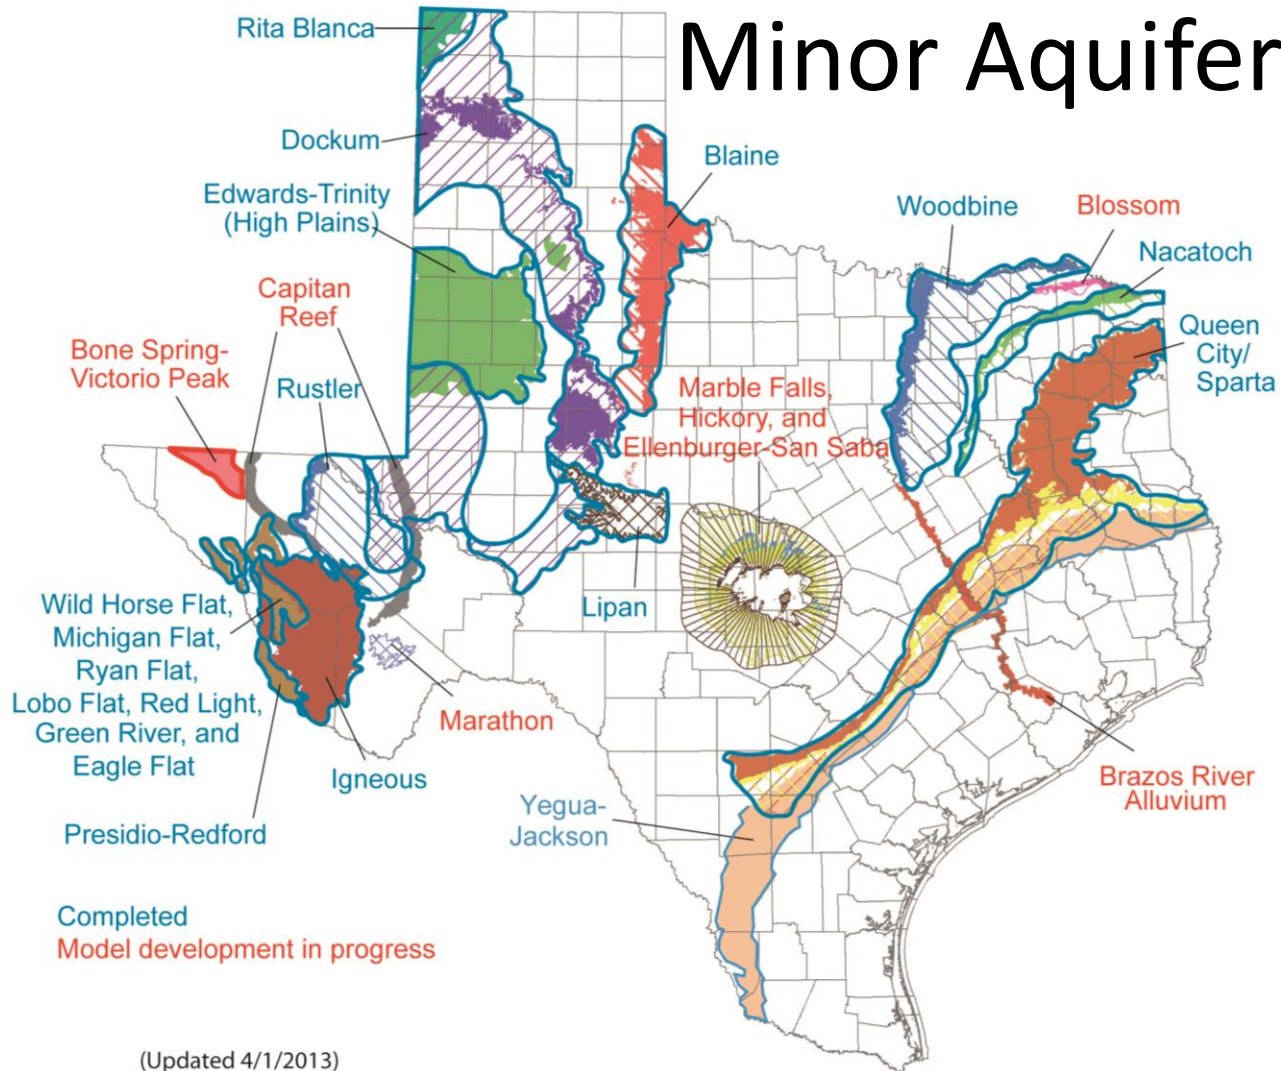 Minor Aquifer
Rita Blanca
Dockum
Edwards-Trinity
(High Plains)
Blaine
Woodbine
Blossom
Nacatoch
Capitan
Reef
Queen
City/
Sparta
Bone Spring-
Victorio Peak
Rustler
Marble Falls,
Hickory, and
Ellenburger-San Saba
Wild Horse Flat,
Michigan Flat,
Ryan Flat,
Lobo Flat, Red Light,
Green River, and
Eagle Flat
Lipan
Marathon
Igneous
Presidio-Redford
Yegua-
Jackson
Brazos River
Alluvium
Completed
Model development in progress
(Updated 4/1/2013)